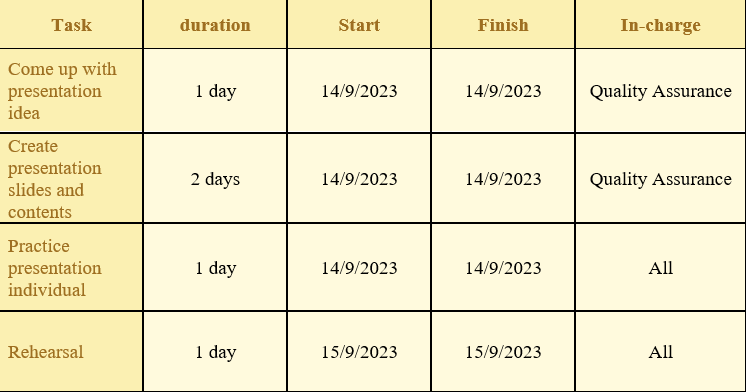 Task duration Start Finish In-charge
Come up with
presentation
idea
1 day 14/9/2023 14/9/2023 Quality Assurance
Create
presentation
slides and
contents
2 days 14/9/2023 14/9/2023 Quality Assurance
Practice
presentation
individual
1 day 14/9/2023 14/9/2023 All
Rehearsal 1 day 15/9/2023 15/9/2023 All